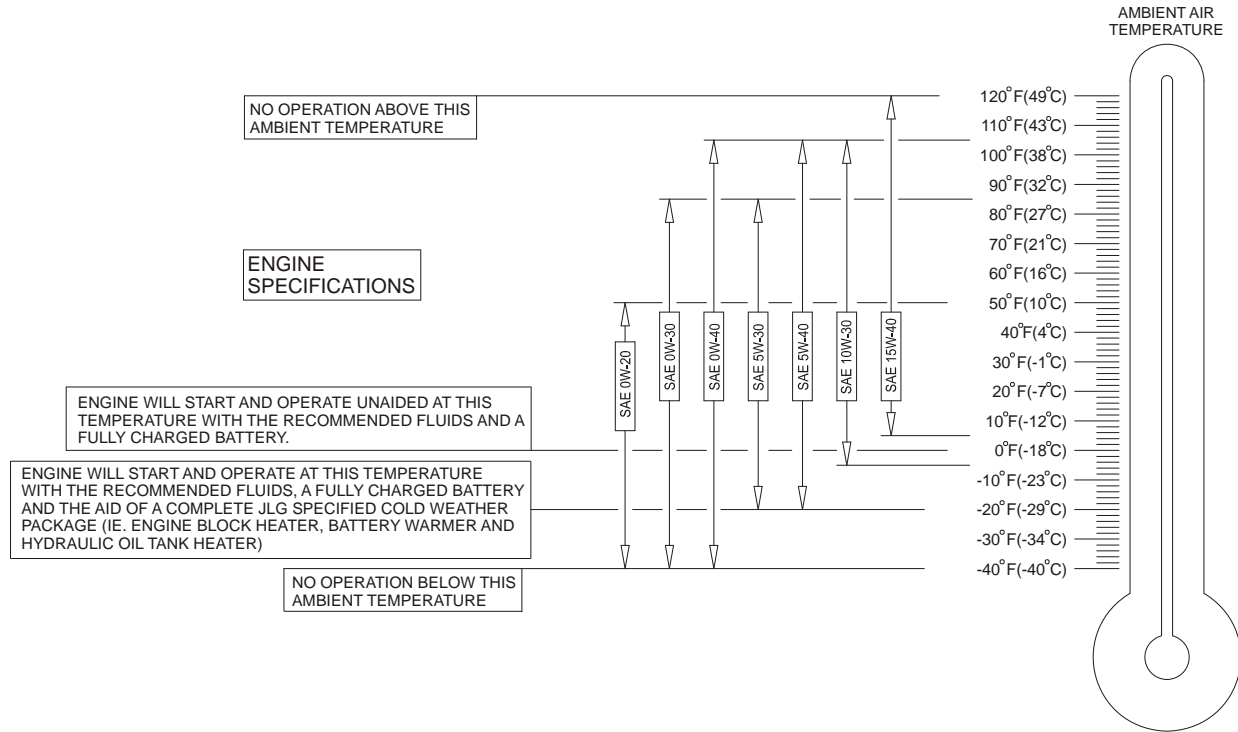 AMBIENT AIR
TEMPERATURE
NO OPERATION ABOVE THIS
AMBIENT TEMPERATURE
120°F(49°C)
110°F(43°C)
100°F(38°C)
90°F(32°C)
80°F(27°C)
70°F(21°C)
60°F(16°C)
50°F(10°C)
40°F(4°C)
30°F(-1°C)
20°F(-7°C)
10°F(-12°C)
0°F(-18°C)
-10°F(-23°C)
-20°F(-29°C)
-30°F(-34°C)
-40°F(-40°C)
ENGINE
SPECIFICATIONS
SAE 0W-20
SAE 0W-30
SAE 0W-40
SAE 5W-30
SAE 5W-40
SAE 10W-30
SAE 15W-40
ENGINE WILL START AND OPERATE UNAIDED AT THIS
TEMPERATURE WITH THE RECOMMENDED FLUIDS AND A
FULLY CHARGED BATTERY.
ENGINE WILL START AND OPERATE AT THIS TEMPERATURE
WITH THE RECOMMENDED FLUIDS, A FULLY CHARGED BATTERY
AND THE AID OF A COMPLETE JLG SPECIFIED COLD WEATHER
PACKAGE (IE. ENGINE BLOCK HEATER, BATTERY WARMER AND
HYDRAULIC OIL TANK HEATER)
NO OPERATION BELOW THIS
AMBIENT TEMPERATURE